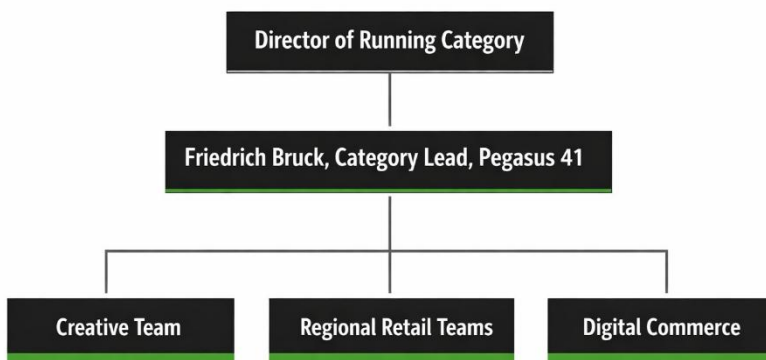 Director of Running Category
Friedrich Bruck, Category Lead, Pegasus 41
Creative Team
Regional Retail Teams
Digital Commerce